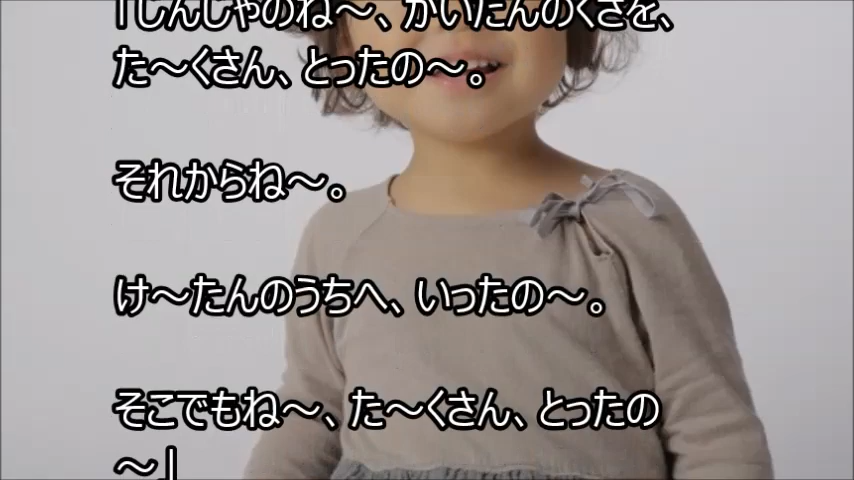 「じんじゃのね〜、かいだんのくさを、
た〜くさん、とったの〜。
それからね〜。
け〜たんのうちへ、いったの〜。
そこでもね〜、た〜くさん、とったの
〜」